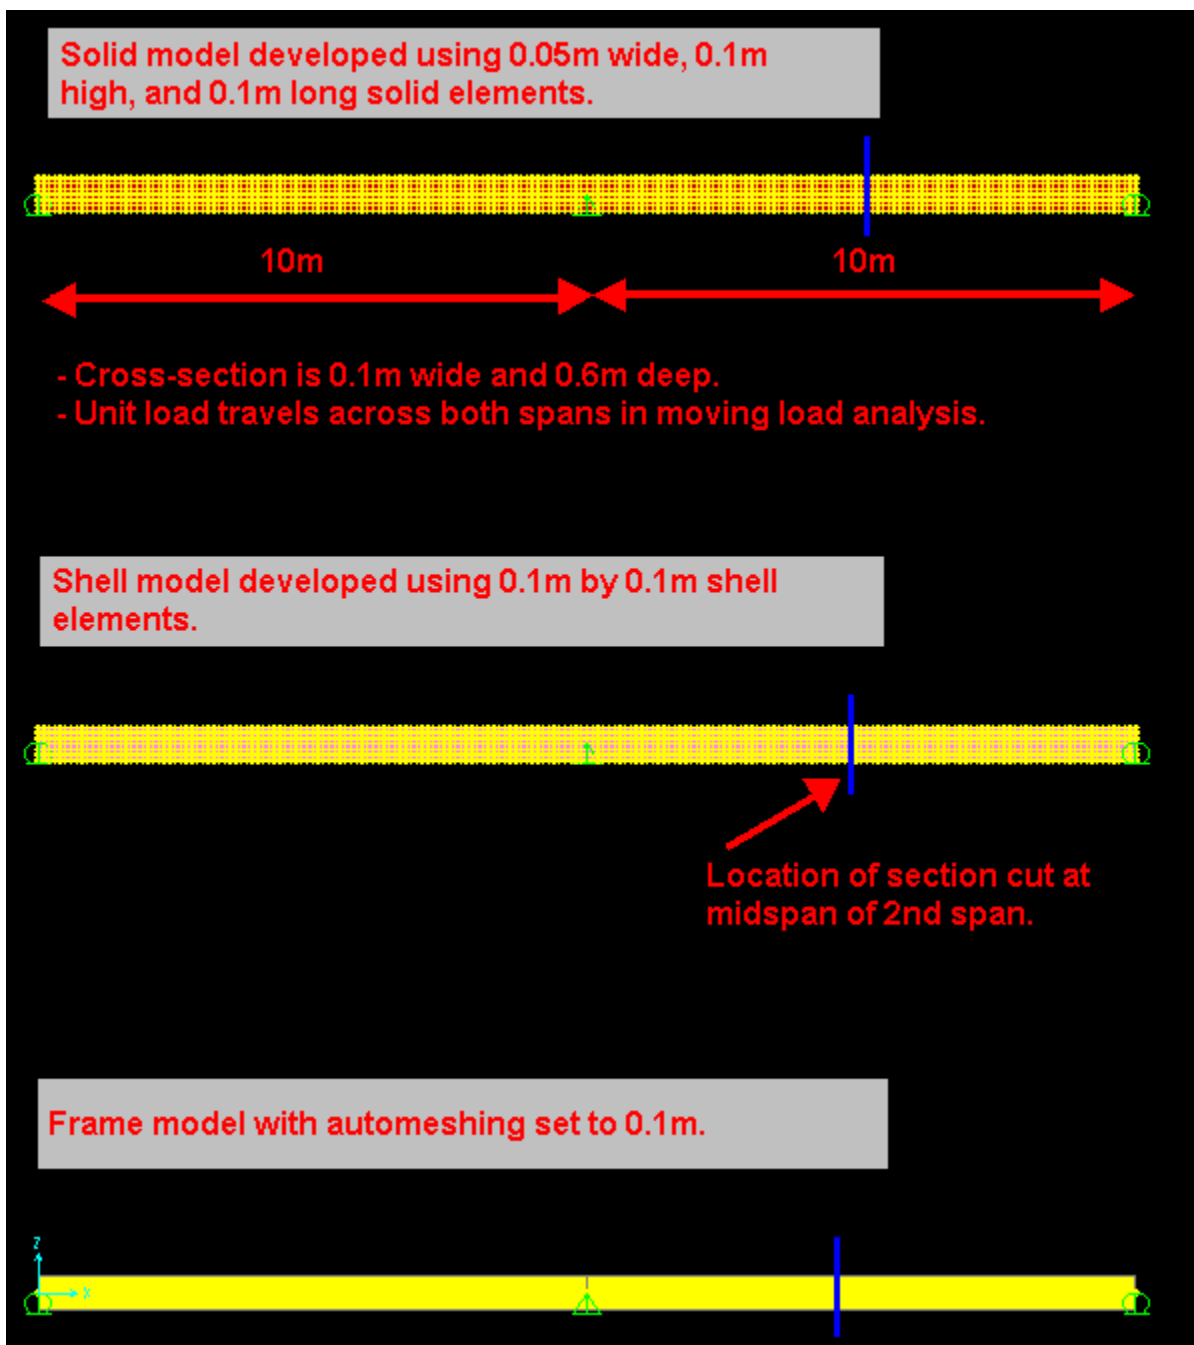 Solid model developed using 0.05m wide, 0.1m
high, and 0.1m long solid elements.
10m 10m
- Cross-section is 0.1m wide and 0.6m deep.
- Unit load travels across both spans in moving load analysis.
Shell model developed using 0.1m by 0.1m shell
elements.
Location of section cut at
midspan of 2nd span.
Frame model with automeshing set to 0.1m.
Z
X